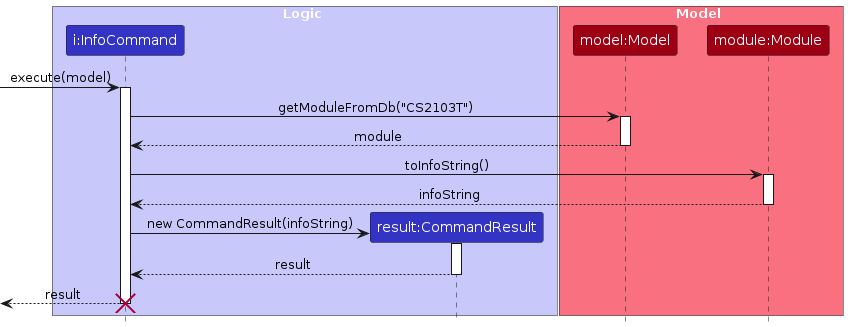 Logic
Model
i:InfoCommand
model:Model
module:Module
execute(model)
getModuleFromDb("CS2103T")
module
toInfoString()
infoString
new CommandResult(infoString)
result:CommandResult
result
result